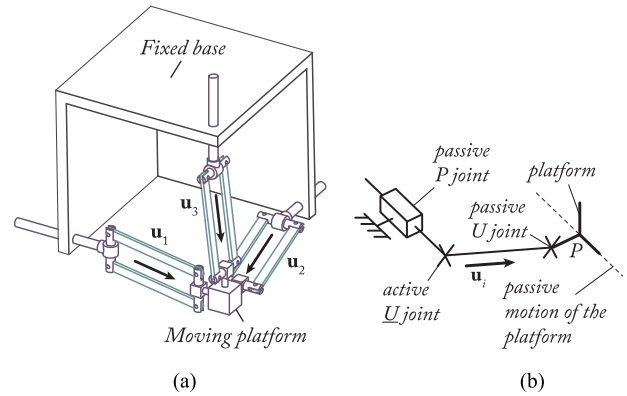 Fixed base
u₃
u₁
u₂
Moving platform
(a)
passive
P joint
platform
passive
U joint
P
uᵢ
active
U joint
passive
motion of the
platform
(b)